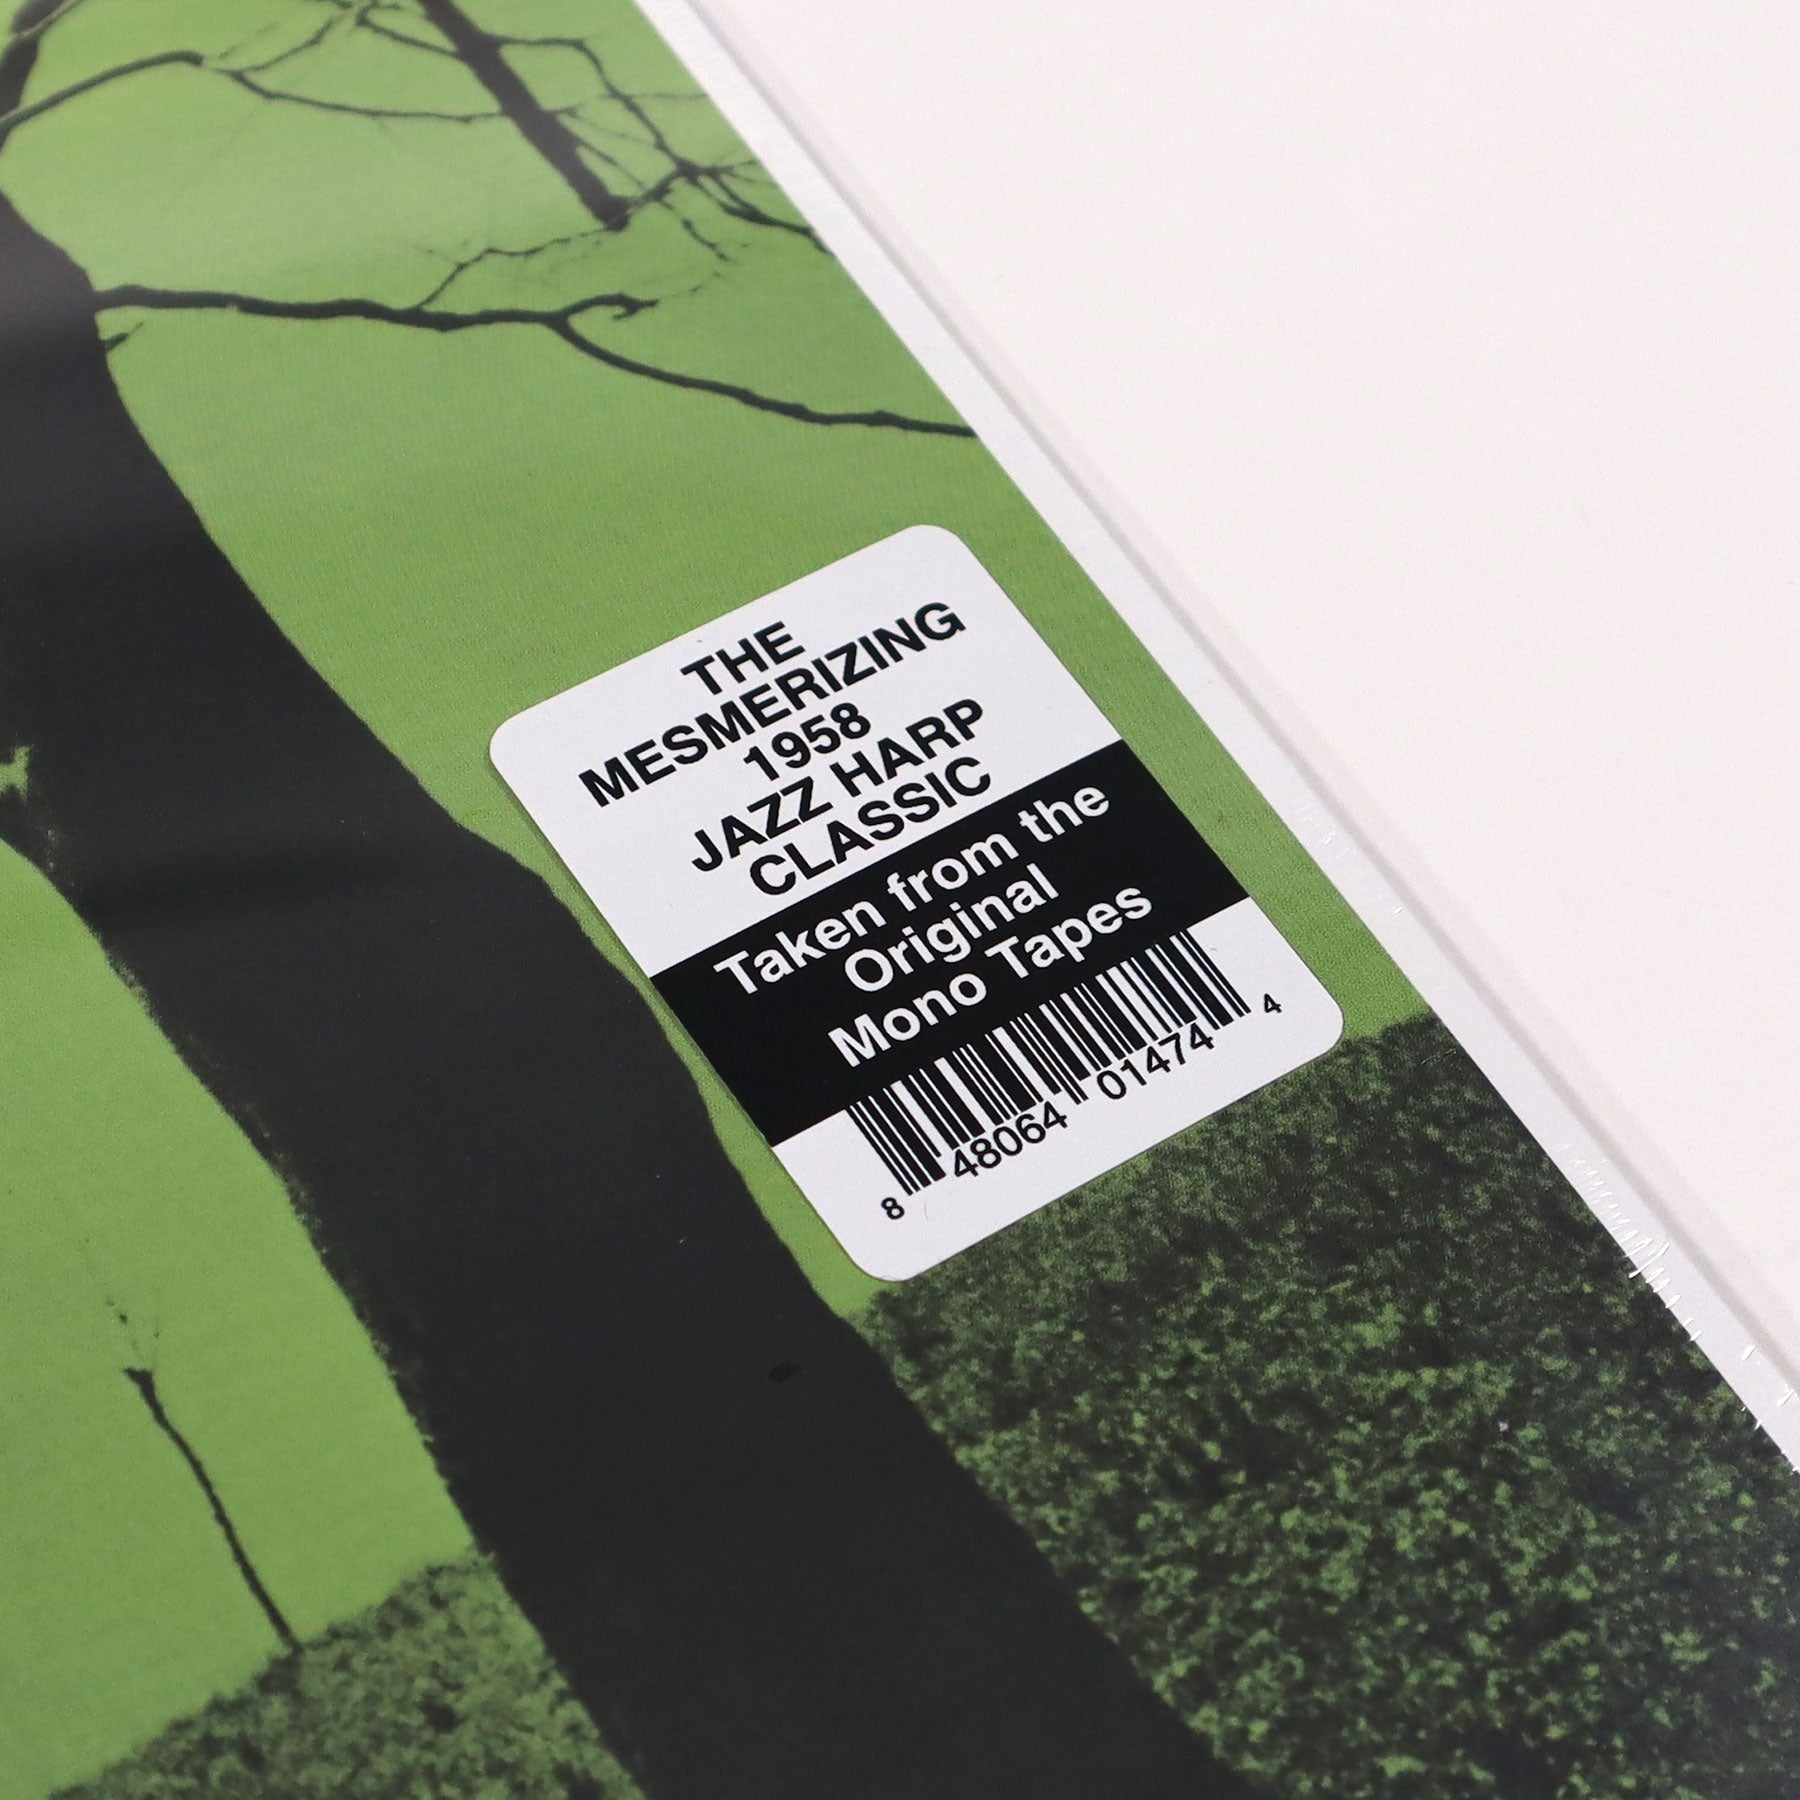 THE
MESMERIZING
1958
JAZZ HARP
CLASSIC
Taken from the
Original
Mono Tapes
8 48064 01474 4